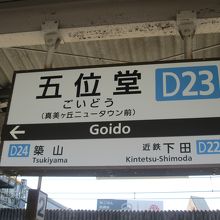 五位堂 D23
ごいどう
(真美ヶ丘ニュータウン前)
Goido
D24 築山 近鉄下田 D22
Tsukiyama Kintetsu-Shimoda